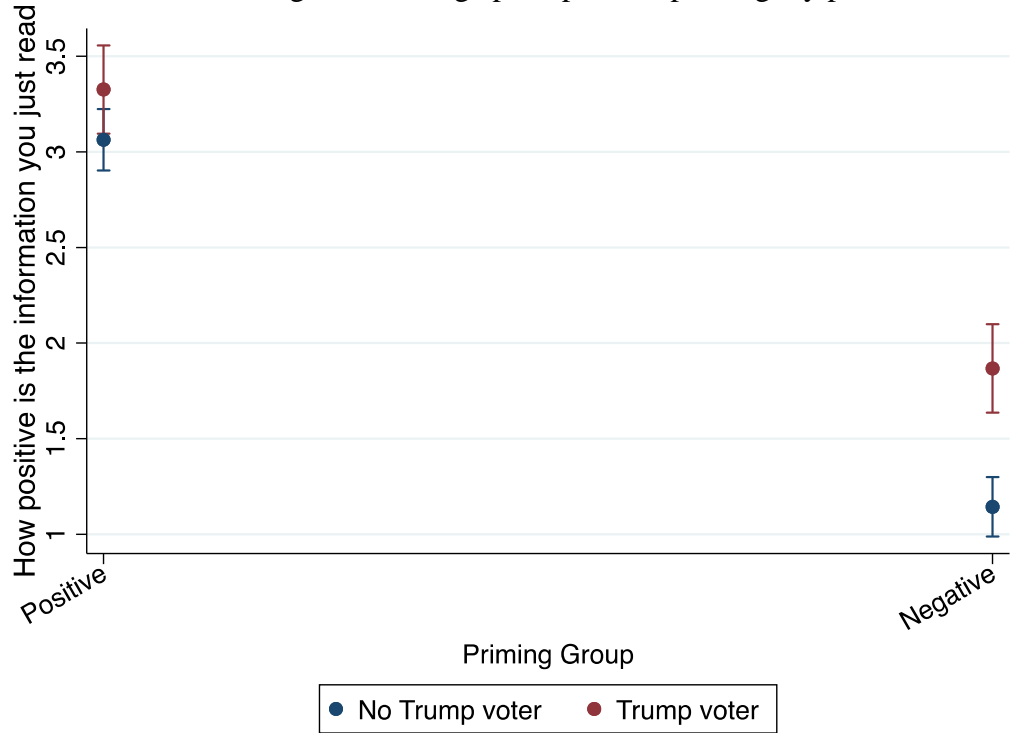 How positive is the information you just read
3.5
3
2.5
2
1.5
1
Positive
Negative
Priming Group
No Trump voter
Trump voter